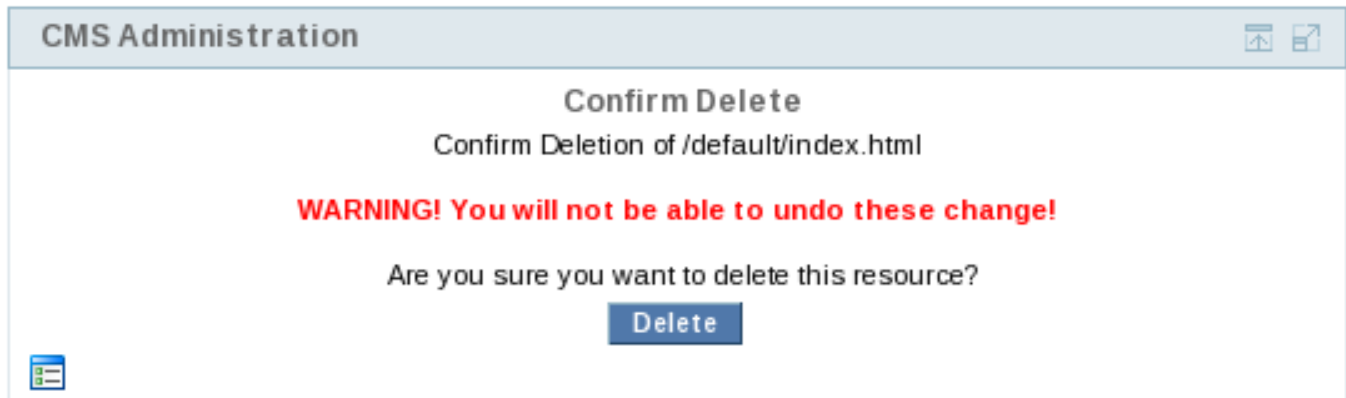 CMS Administration
Confirm Delete
Confirm Deletion of /default/index.html
WARNING! You will not be able to undo these change!
Are you sure you want to delete this resource?
Delete